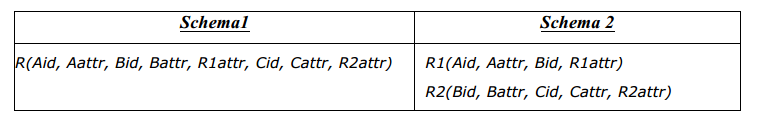 Schema1
Schema 2
R(Aid, Aattr, Bid, Battr, R1attr, Cid, Cattr, R2attr)
R1(Aid, Aattr, Bid, R1attr)
R2(Bid, Battr, Cid, Cattr, R2attr)